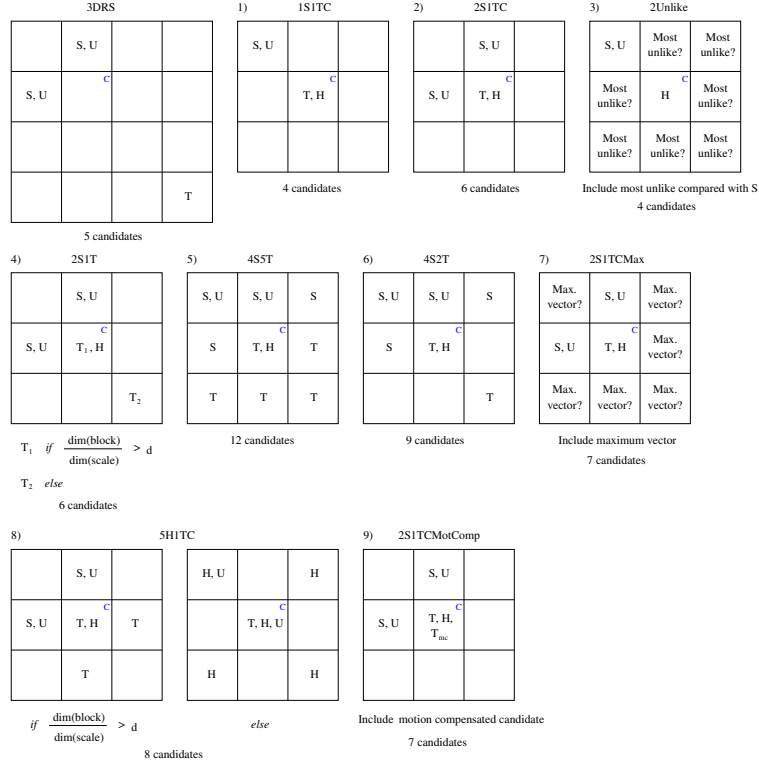 3DRS
S, U
C
S, U
T
5 candidates
1) 1S1TC
S, U
C
T, H
4 candidates
2) 2S1TC
S, U
C
S, U T, H
6 candidates
3) 2Unlike
S, U Most unlike? Most unlike?
C
Most unlike? H Most unlike?
Most unlike? Most unlike? Most unlike?
Include most unlike compared with S
4 candidates
4) 2S1T
S, U
C
S, U T1, H
T2
T1 if dim(block) / dim(scale) > d
T2 else
6 candidates
5) 4S5T
S, U S, U S
C
S T, H T
T T T
12 candidates
6) 4S2T
S, U S, U S
C
S T, H
T
9 candidates
7) 2S1TCMax
Max. vector? S, U Max. vector?
C
S, U T, H Max. vector?
Max. vector? Max. vector? Max. vector?
Include maximum vector
7 candidates
8) 5H1TC
S, U
C
S, U T, H T
T
if dim(block) / dim(scale) > d
H, U H
C
T, H, U
H H
else
8 candidates
9) 2S1TCMotComp
S, U
C
S, U T, H, Tmc
Include motion compensated candidate
7 candidates